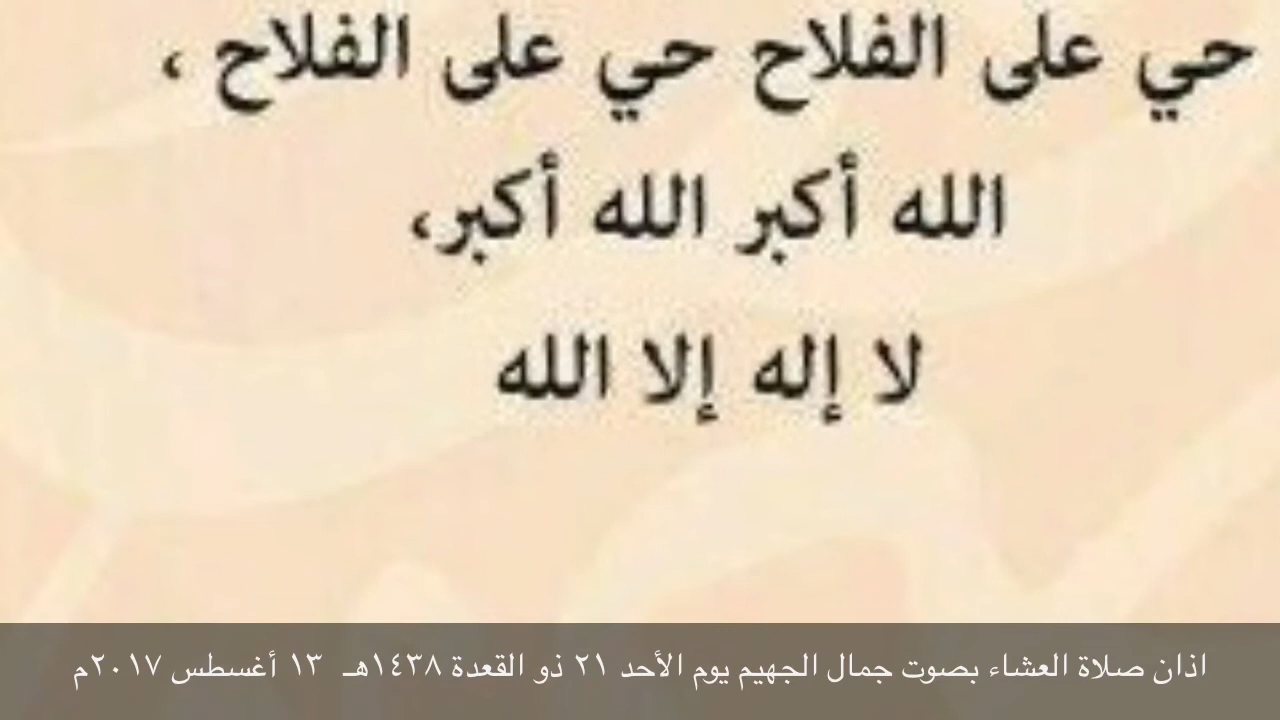 حي على الفلاح حي على الفلاح ،
الله أكبر الله أكبر،
لا إله إلا الله
اذان صلاة العشاء بصوت جمال الجهيم يوم الأحد ٢١ ذو القعدة ١٤٣٨هـ ١٣ أغسطس ٢٠١٧م